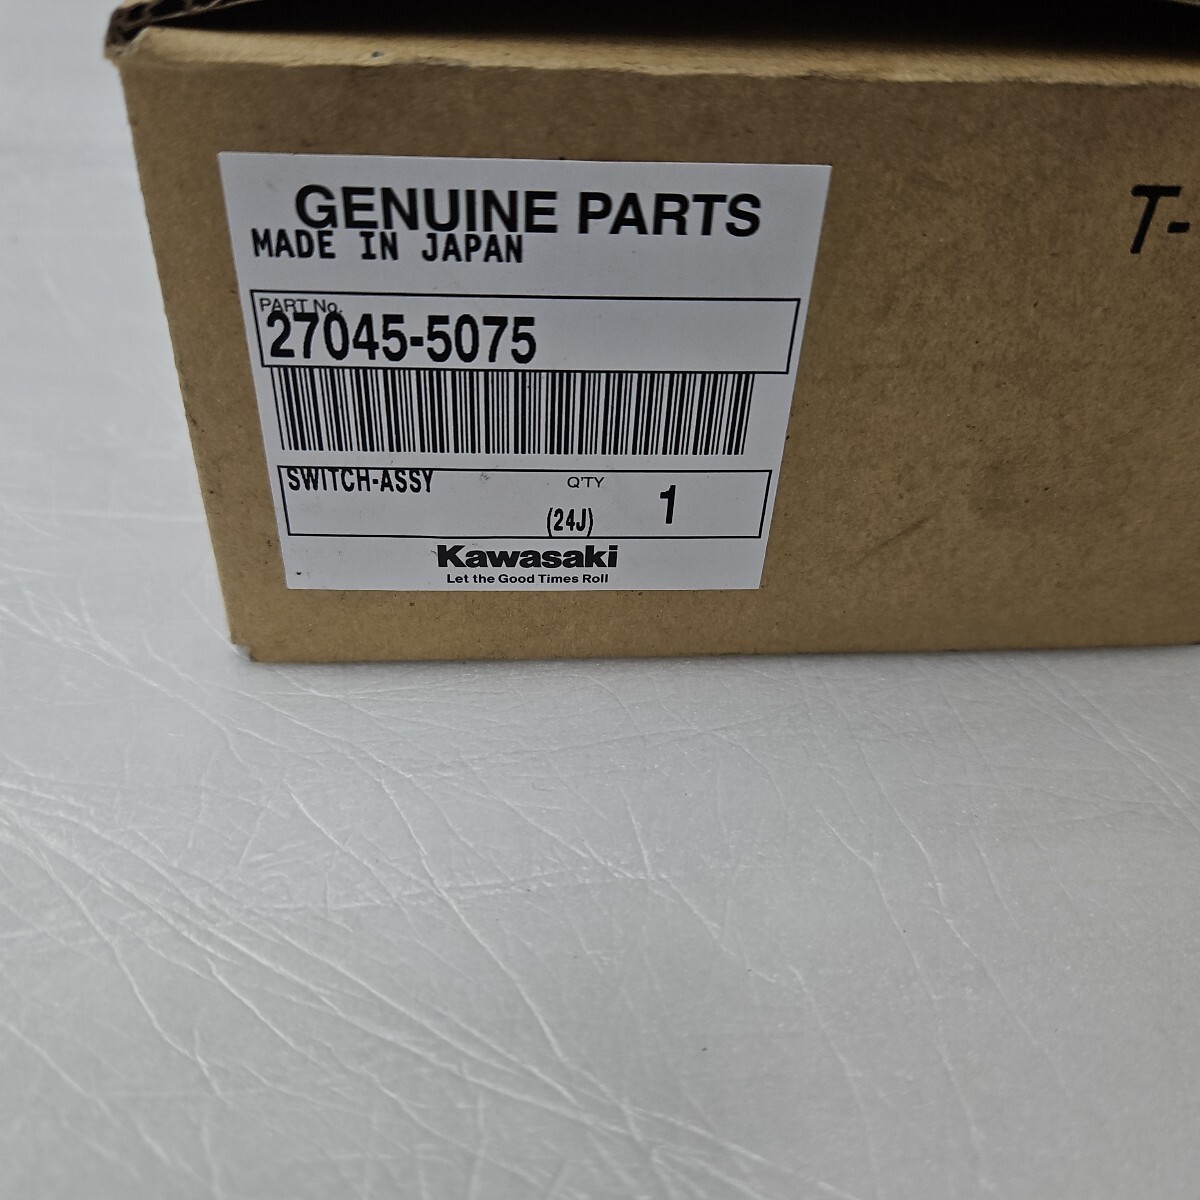 GENUINE PARTS
MADE IN JAPAN
PART No.
27045-5075
SWITCH-ASSY
Q'TY
1
(24J)
Kawasaki
Let the Good Times Roll
T-